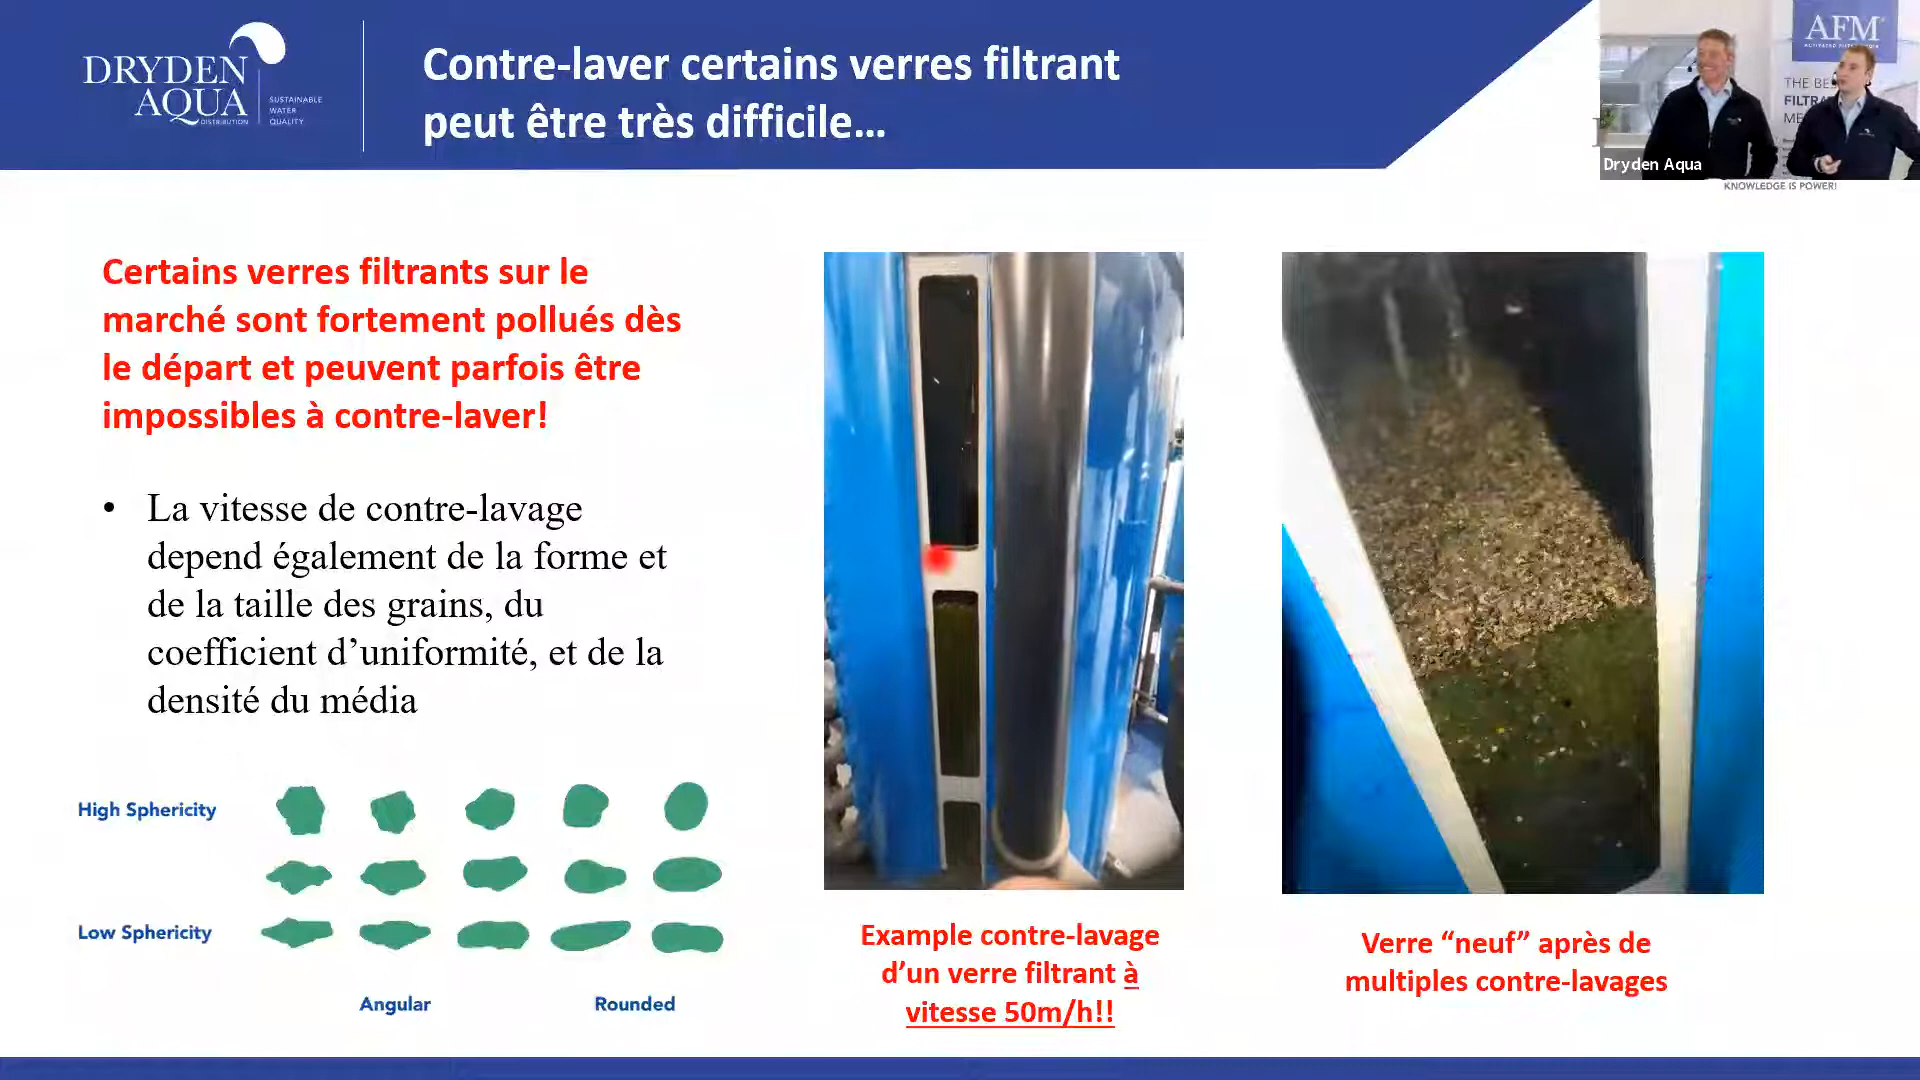 DRYDEN
AQUA
DISTRIBUTION
SUSTAINABLE
WATER
QUALITY
Contre-laver certains verres filtrant
peut être très difficile...
AFM
THE BE
FILTRA
ME
Dryden Aqua
KNOWLEDGE IS POWER!
Certains verres filtrants sur le
marché sont fortement pollués dès
le départ et peuvent parfois être
impossibles à contre-laver!
• La vitesse de contre-lavage
depend également de la forme et
de la taille des grains, du
coefficient d’uniformité, et de la
densité du média
High Sphericity
Low Sphericity
Angular
Rounded
Example contre-lavage
d’un verre filtrant à
vitesse 50m/h!!
Verre “neuf” après de
multiples contre-lavages